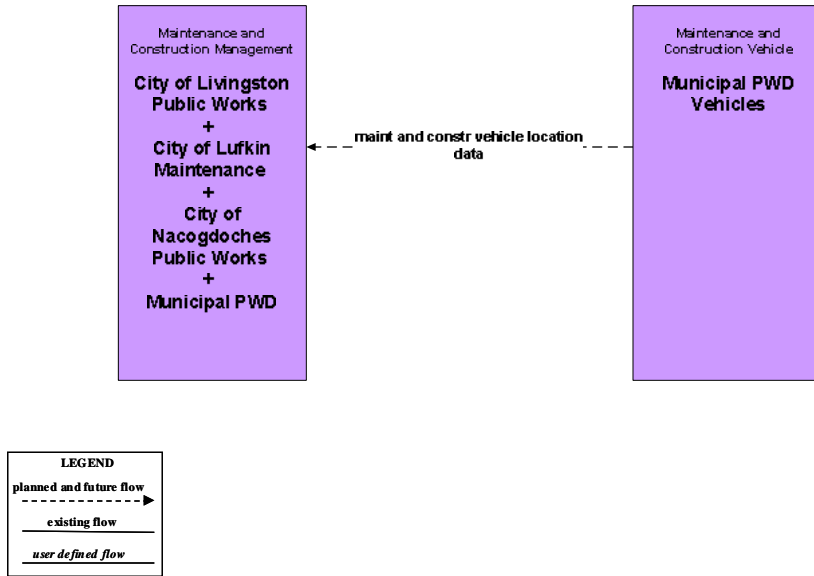 Maintenance and
Construction Management
City of Livingston
Public Works
+
City of Lufkin
Maintenance
+
City of
Nacogdoches
Public Works
+
Municipal PWD
maint and constr vehicle location
data
Maintenance and
Construction Vehicle
Municipal PWD
Vehicles
LEGEND
planned and future flow
existing flow
user defined flow